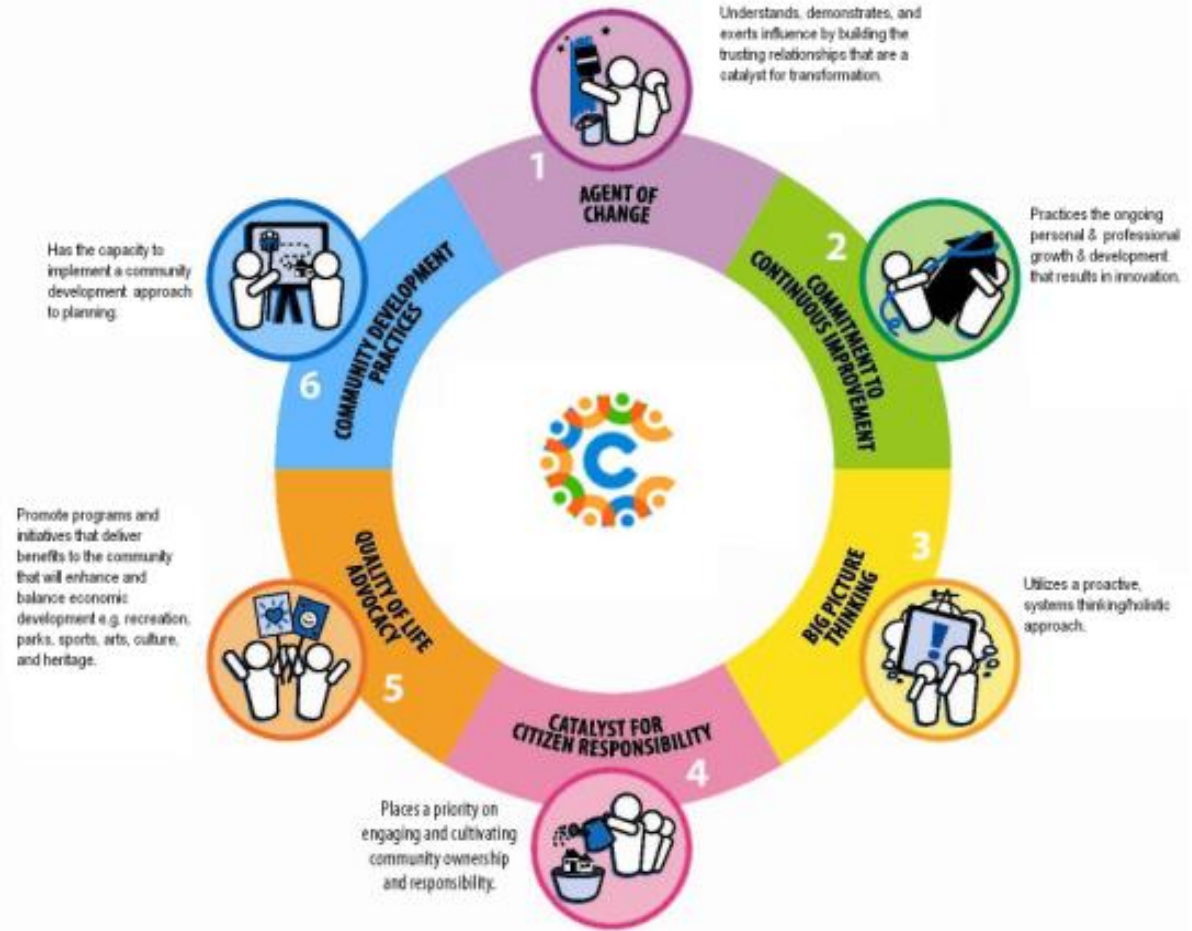 Understands, demonstrates, and
exerts influence by building the
trusting relationships that are a
catalyst for transformation.
1
AGENT OF
CHANGE
2
COMMITMENT TO
CONTINUOUS IMPROVEMENT
Practices the ongoing
personal & professional
growth & development
that results in innovation.
3
BIG PICTURE
THINKING
Utilizes a proactive,
systems thinking/holistic
approach.
4
CATALYST FOR
CITIZEN RESPONSIBILITY
Places a priority on
engaging and cultivating
community ownership
and responsibility.
5
QUALITY OF LIFE
ADVOCACY
Promote programs and
initiatives that deliver
benefits to the community
that will enhance and
balance economic
development e.g. recreation,
parks, sports, arts, culture,
and heritage.
6
COMMUNITY DEVELOPMENT
PRACTICES
Has the capacity to
implement a community
development approach
to planning.
C